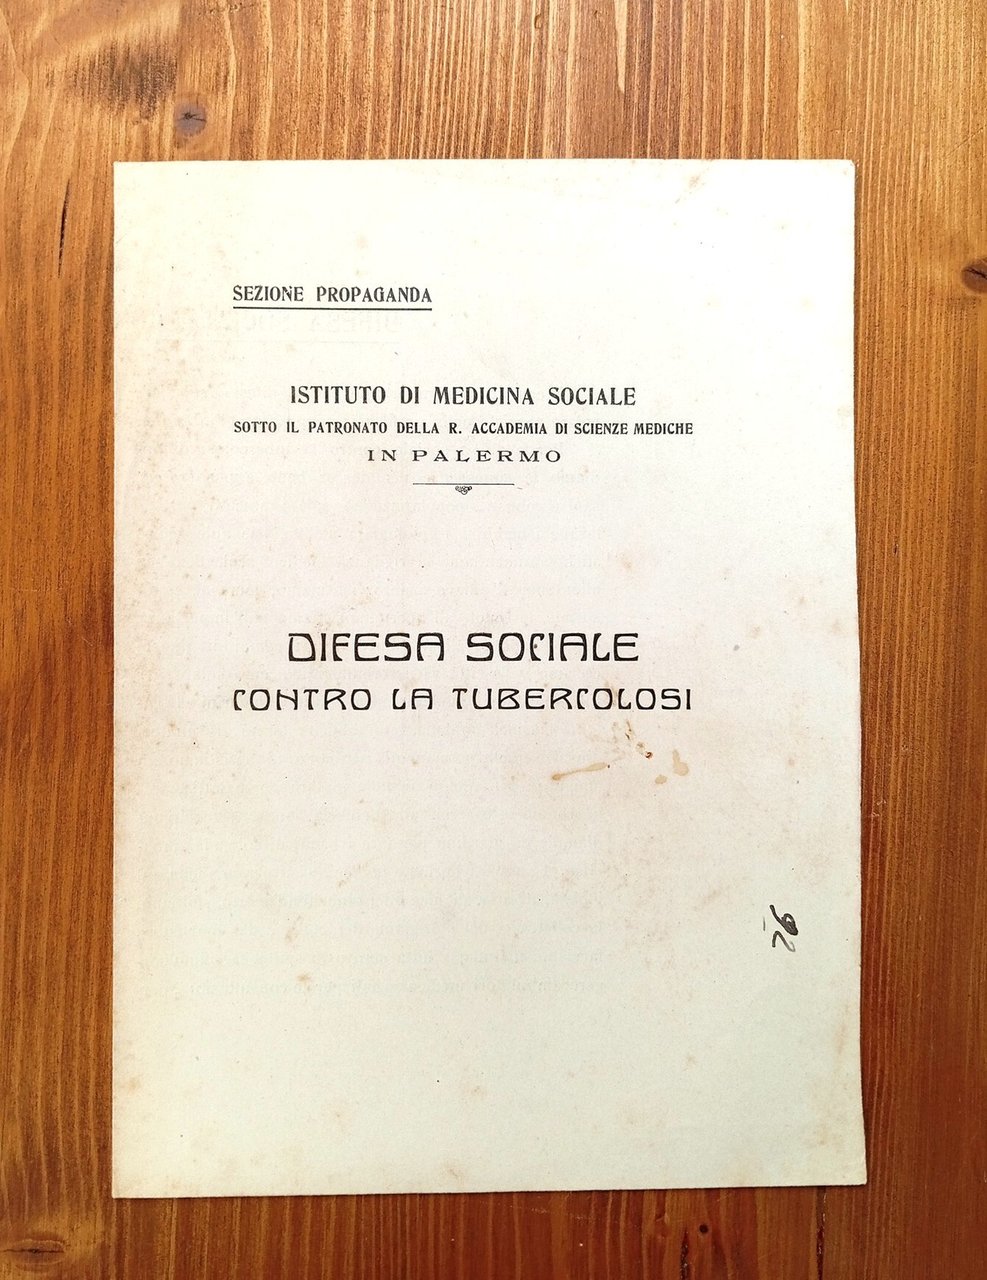 SEZIONE PROPAGANDA
ISTITUTO DI MEDICINA SOCIALE
SOTTO IL PATRONATO DELLA R. ACCADEMIA DI SCIENZE MEDICHE
IN PALERMO
DIFESA SOCIALE
CONTRO LA TUBERCOLOSI